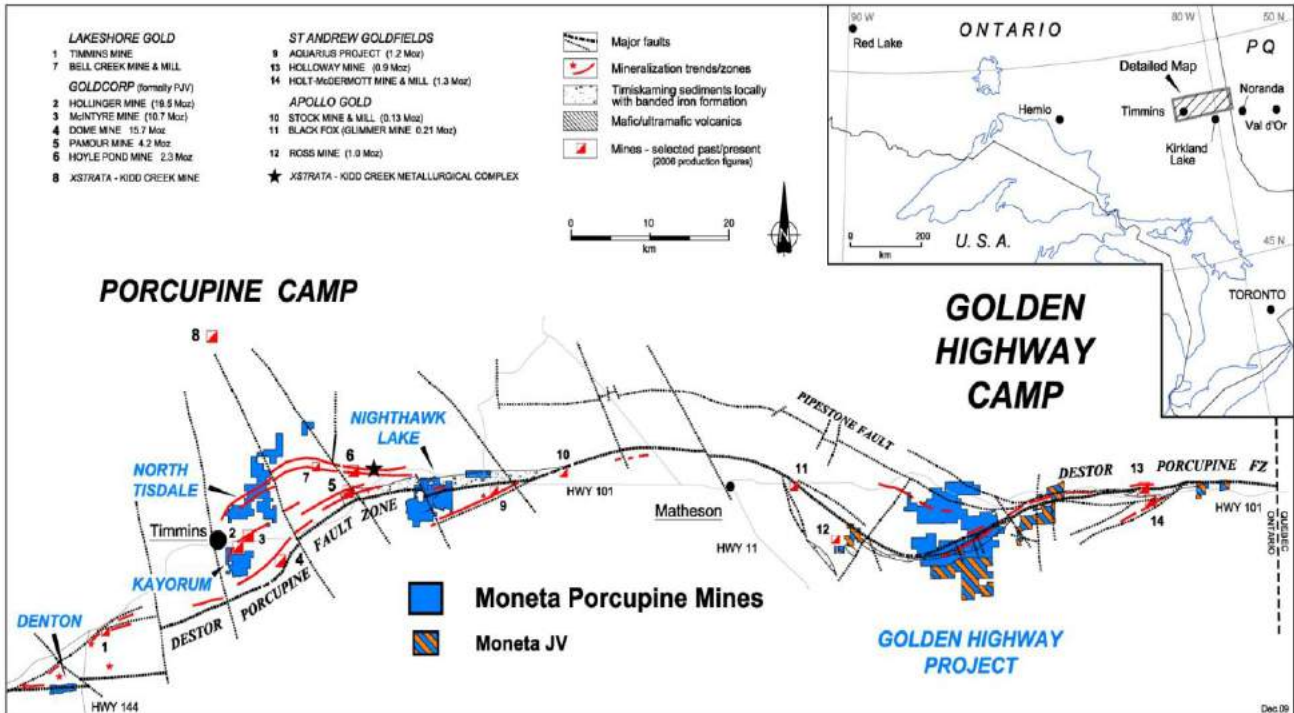 LAKESHORE GOLD
1 TIMMINS MINE
7 BELL CREEK MINE & MILL
GOLDCORP (formally PJV)
2 HOLLINGER MINE (19.5 Moz)
3 McINTYRE MINE (10.7 Moz)
4 DOME MINE 15.7 Moz
5 PAMOUR MINE 4.2 Moz
6 HOYLE POND MINE 2.3 Moz
8 XSTRATA - KIDD CREEK MINE
ST ANDREW GOLDFIELDS
9 AQUARIUS PROJECT (1.2 Moz)
13 HOLLOWAY MINE (0.9 Moz)
14 HOLT-McDERMOTT MINE & MILL (1.3 Moz)
APOLLO GOLD
10 STOCK MINE & MILL (0.13 Moz)
11 BLACK FOX (GLIMMER MINE 0.21 Moz)
12 ROSS MINE (1.0 Moz)
XSTRATA - KIDD CREEK METALLURGICAL COMPLEX
Major faults
Mineralization trends/zones
Timiskaming sediments locally
with banded iron formation
Mafic/ultramafic volcanics
Mines - selected past/present
(2006 production figures)
0 10 20
km
N
90 W
80 W
50 N
ONTARIO
PQ
Red Lake
Detailed Map
Hemlo
Timmins
Noranda
Val d'Or
Kirkland
Lake
0 200
km
U.S.A.
45 N
TORONTO
PORCUPINE CAMP
GOLDEN
HIGHWAY
CAMP
8
NIGHTHAWK
LAKE
PIPESTONE FAULT
NORTH
TISDALE
6
7
5
10
9
HWY 101
11
DESTOR PORCUPINE FZ
13
14
HWY 101
Timmins
2
3
4
KAYORUM
DESTOR PORCUPINE FAULT ZONE
Matheson
HWY 11
12
QUEBEC
ONTARIO
DENTON
1
HWY 144
Moneta Porcupine Mines
Moneta JV
GOLDEN HIGHWAY
PROJECT
Dec.09